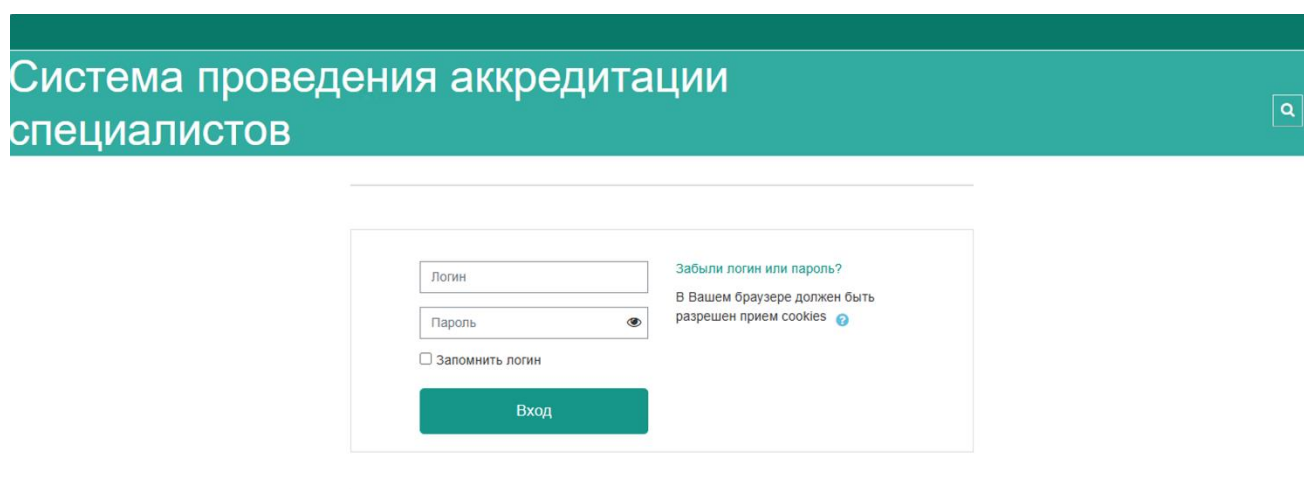 Система проведения аккредитации
специалистов
Логин
Пароль
Запомнить логин
Вход
Забыли логин или пароль?
В Вашем браузере должен быть
разрешен прием cookies
?